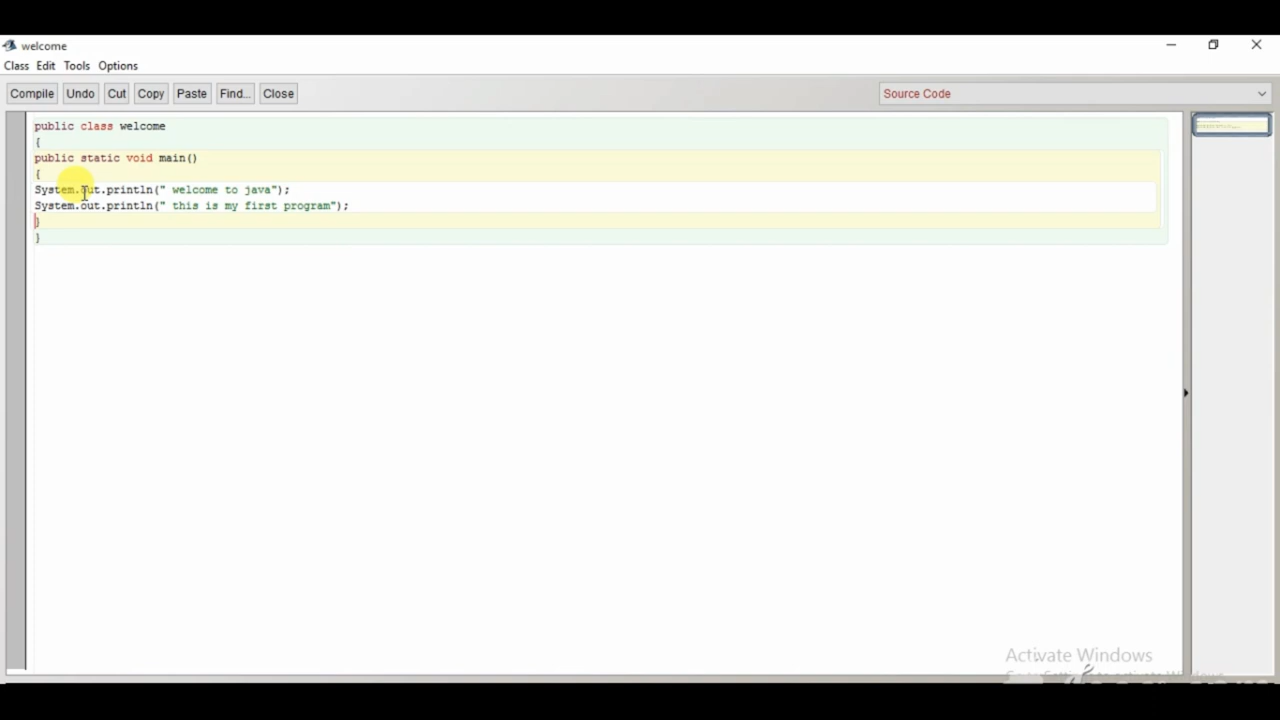 welcome
Class Edit Tools Options
Compile Undo Cut Copy Paste Find... Close Source Code
public class welcome
{
public static void main()
{
System.out.println(" welcome to java");
System.out.println(" this is my first program");
}
}
Activate Windows